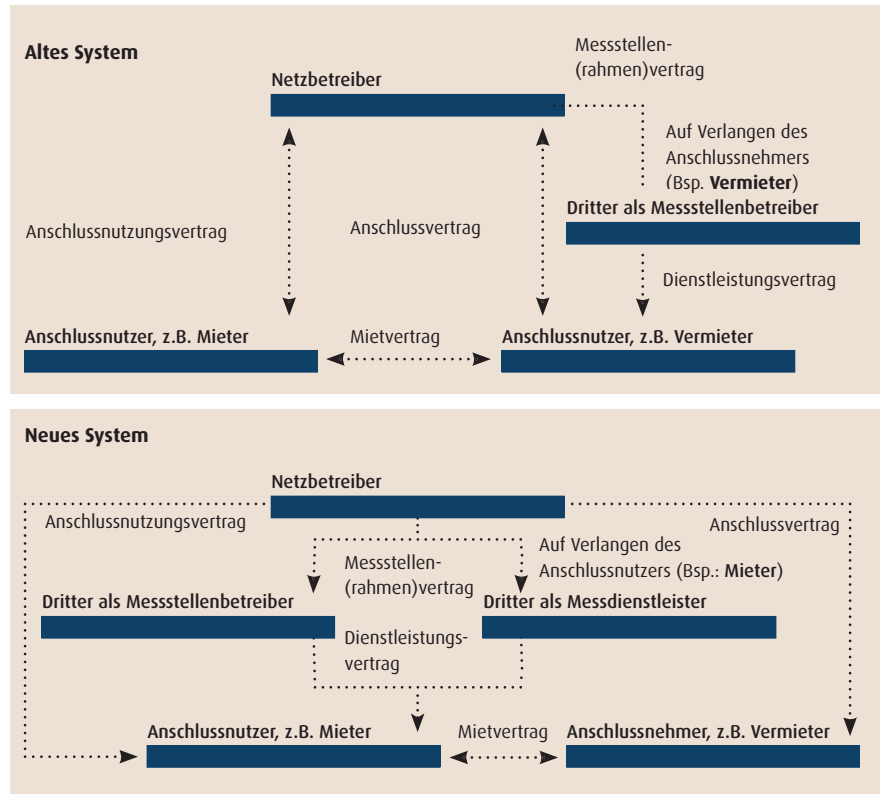 Altes System
Messstellen-
(rahmen)vertrag
Netzbetreiber
Auf Verlangen des
Anschlussnehmers
(Bsp. Vermieter)
Dritter als Messstellenbetreiber
Anschlussnutzungsvertrag
Anschlussvertrag
Dienstleistungsvertrag
Anschlussnutzer, z.B. Mieter
Mietvertrag
Anschlussnutzer, z.B. Vermieter
Neues System
Netzbetreiber
Anschlussnutzungsvertrag
Anschlussvertrag
Messstellen-
(rahmen)vertrag
Auf Verlangen des
Anschlussnutzers (Bsp.: Mieter)
Dritter als Messstellenbetreiber
Dritter als Messdienstleister
Dienstleistungs-
vertrag
Anschlussnutzer, z.B. Mieter
Mietvertrag
Anschlussnehmer, z.B. Vermieter